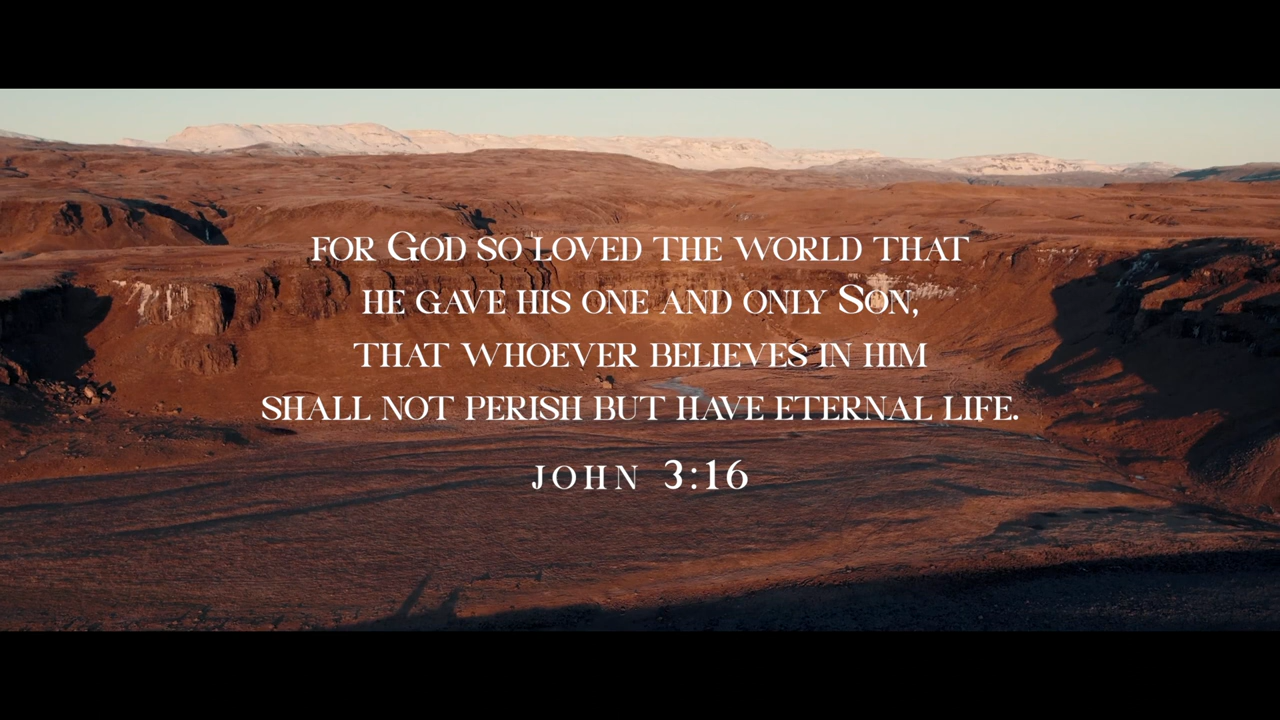 FOR GOD SO LOVED THE WORLD THAT
HE GAVE HIS ONE AND ONLY SON,
THAT WHOEVER BELIEVES IN HIM
SHALL NOT PERISH BUT HAVE ETERNAL LIFE.
JOHN 3:16